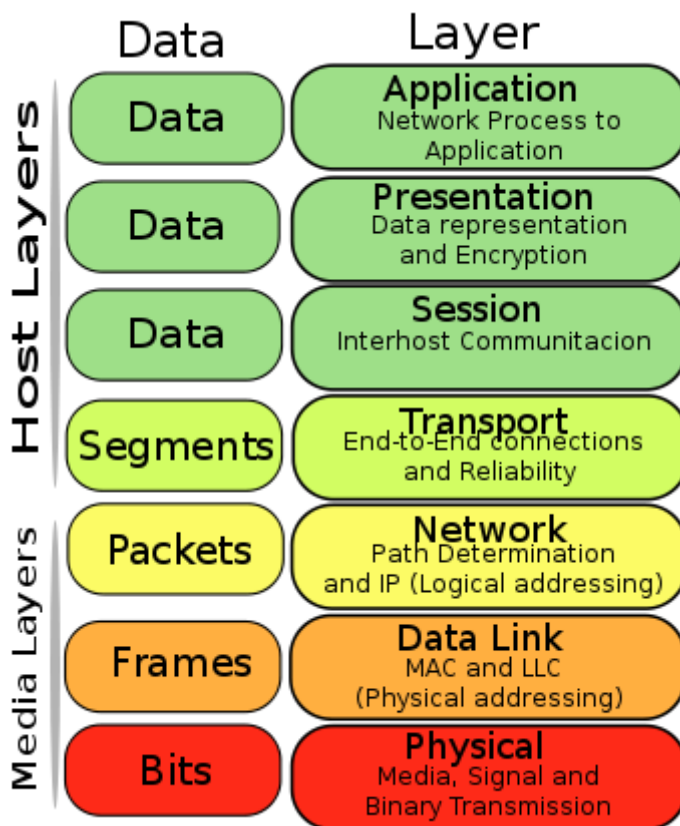 Data
Layer
Host Layers
Data
Application
Network Process to
Application
Data
Presentation
Data representation
and Encryption
Data
Session
Interhost Communitacion
Segments
Transport
End-to-End connections
and Reliability
Media Layers
Packets
Network
Path Determination
and IP (Logical addressing)
Frames
Data Link
MAC and LLC
(Physical addressing)
Bits
Physical
Media, Signal and
Binary Transmission